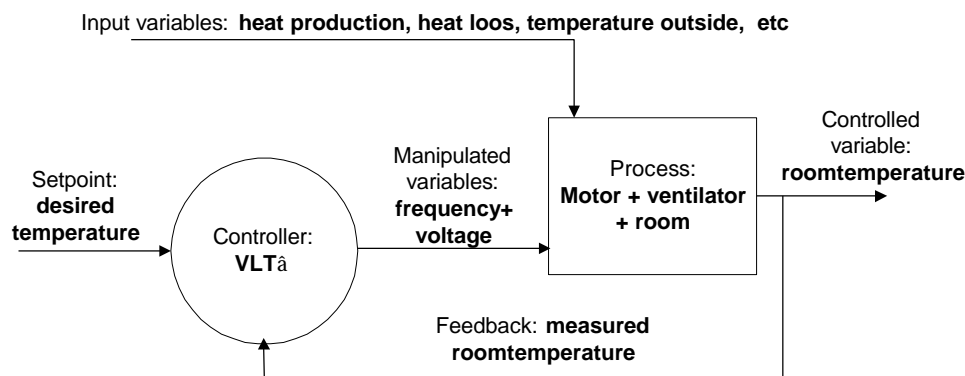 Input variables: heat production, heat loos, temperature outside, etc
Setpoint:
desired
temperature
Controller:
VLTâ
Manipulated
variables:
frequency+
voltage
Process:
Motor + ventilator
+ room
Controlled
variable:
roomtemperature
Feedback: measured
roomtemperature